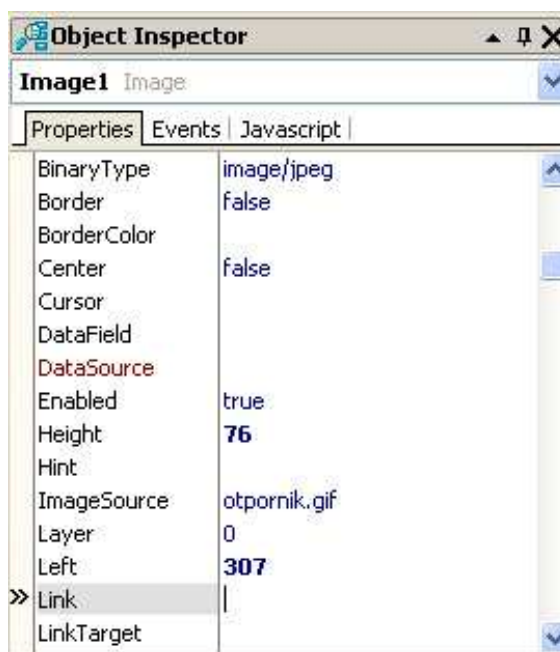 Object Inspector
Image1 Image
Properties Events Javascript
BinaryType image/jpeg
Border false
BorderColor
Center false
Cursor
DataField
DataSource
Enabled true
Height 76
Hint
ImageSource otpornik.gif
Layer 0
Left 307
Link
LinkTarget